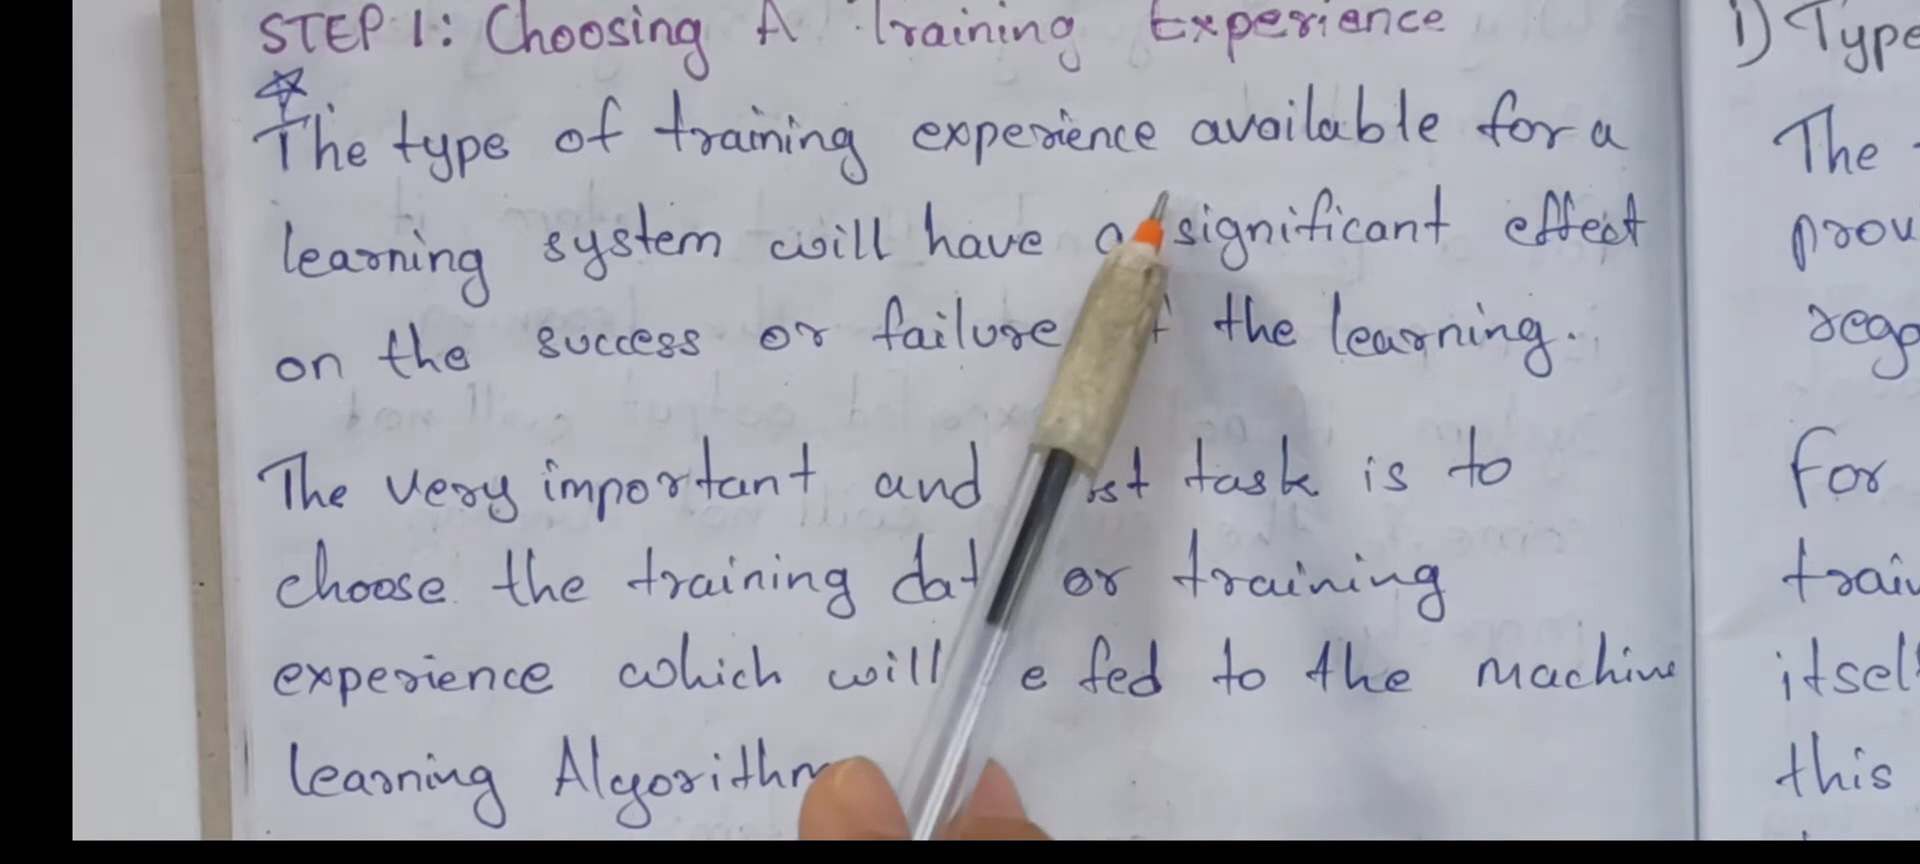 STEP 1: Choosing A Training Experience
The type of training experience available for a
learning system will have a significant effect
on the success or failure the learning.
The very important and task is to
choose the training or training
experience which will fed to the machine
learning Algorithm
1) Type
The
For
this